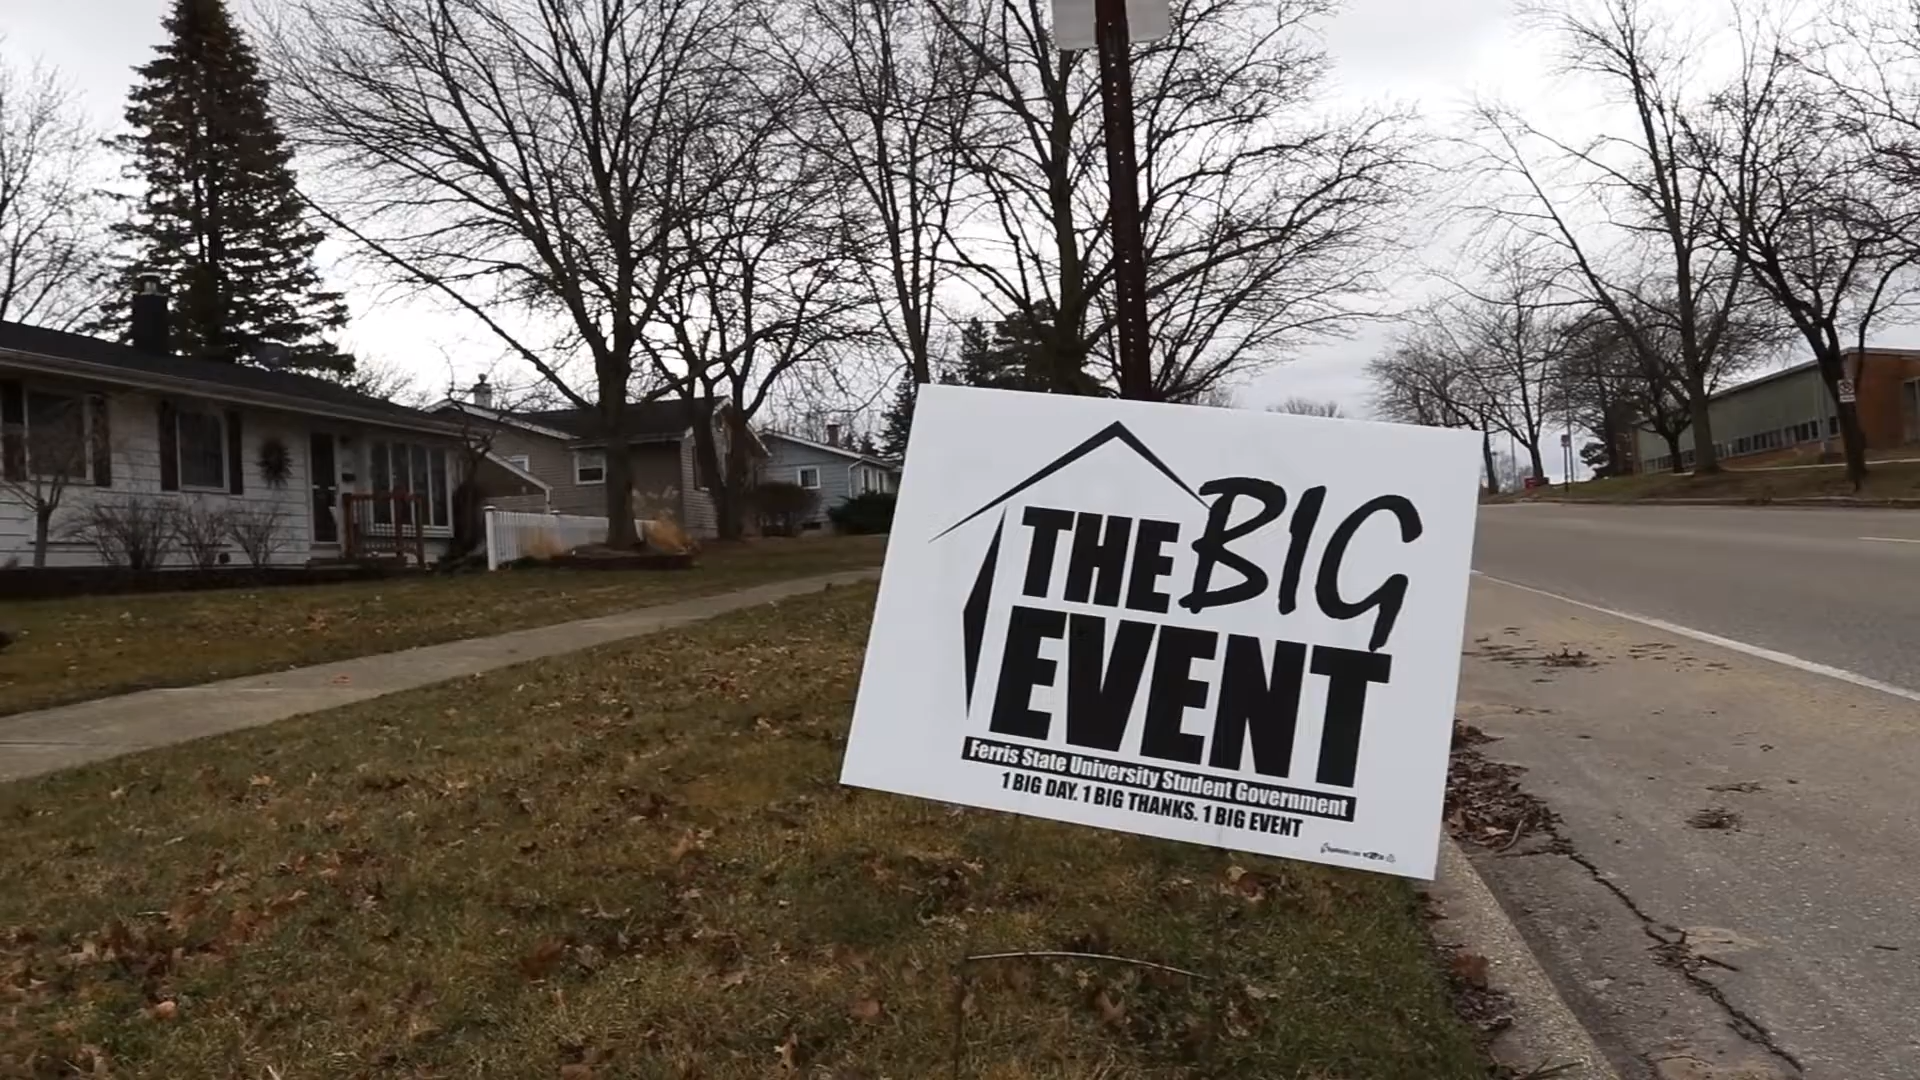 THE BIG
EVENT
Ferris State University Student Government
1 BIG DAY. 1 BIG THANKS. 1 BIG EVENT